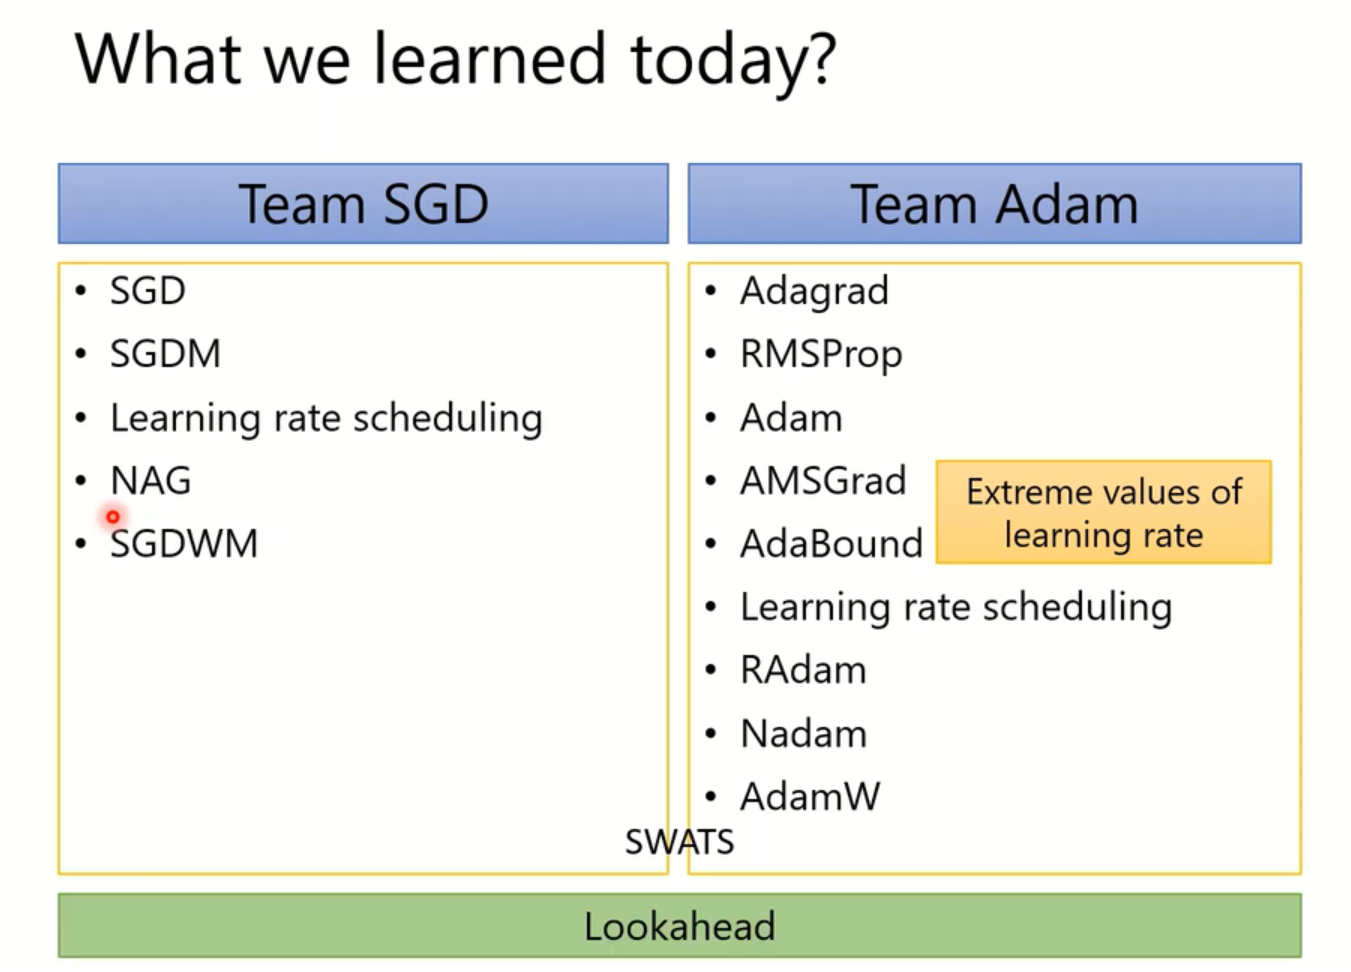 What we learned today?
Team SGD
• SGD
• SGDM
• Learning rate scheduling
• NAG
• SGDWM
Team Adam
• Adagrad
• RMSProp
• Adam
• AMSGrad
• AdaBound
Extreme values of
learning rate
• Learning rate scheduling
• RAdam
• Nadam
• AdamW
SWATS
Lookahead